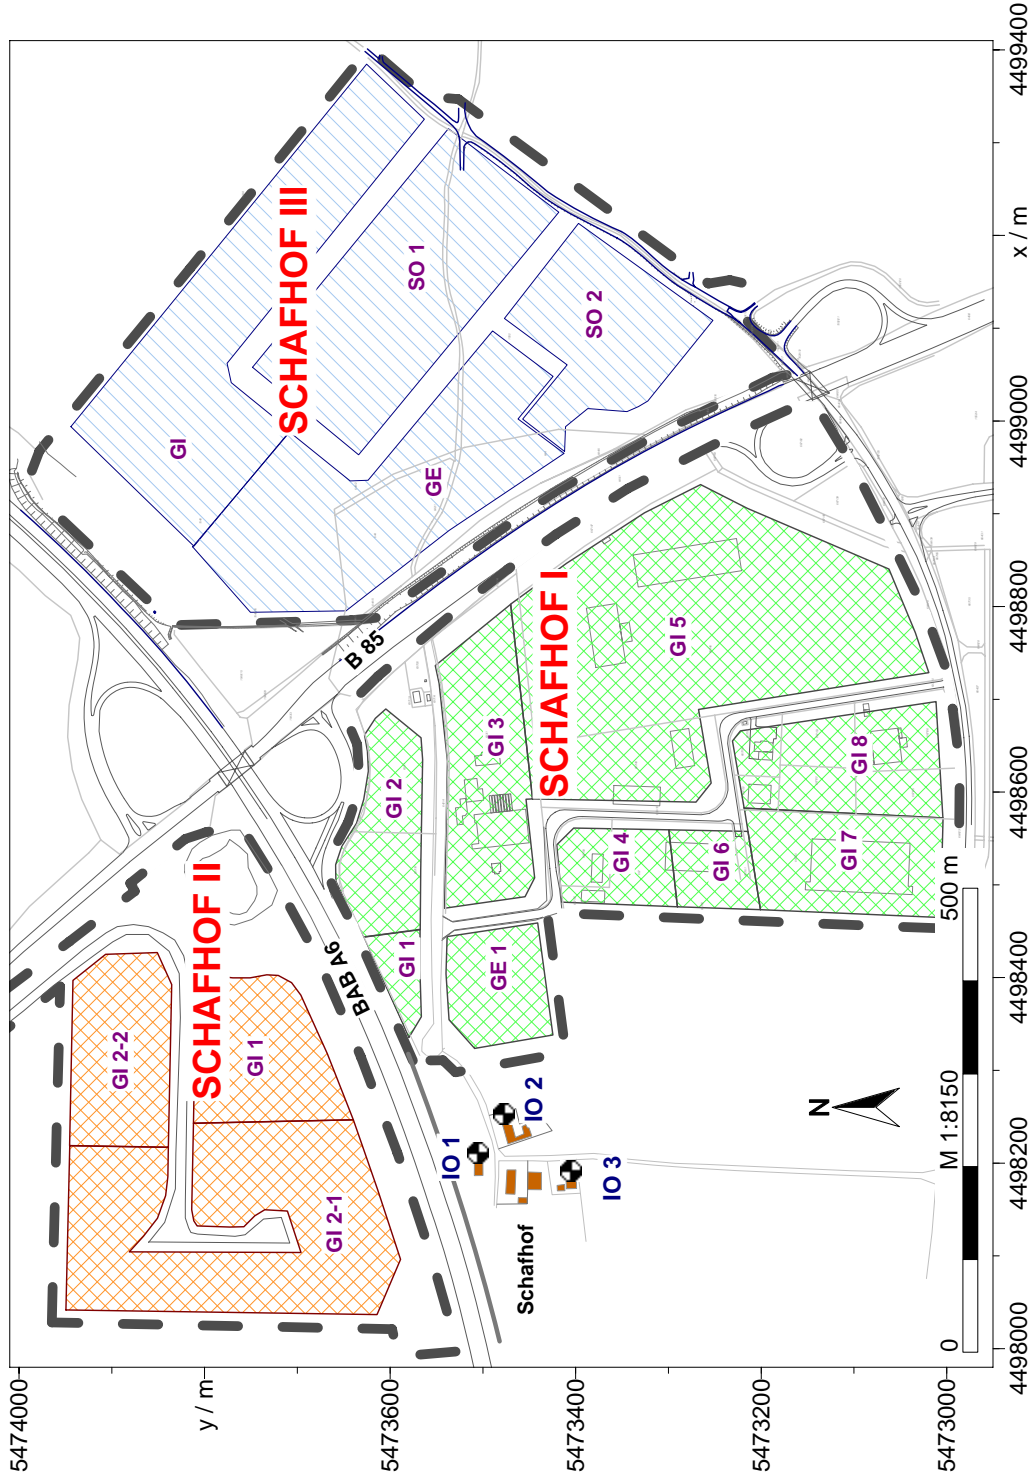 SCHAFHOF II
GI 2-2
GI 1
GI 2-1
SCHAFHOF III
GI
SO 1
SO 2
GE
B 85
BAB A6
SCHAFHOF I
GI 1
GI 2
GI 3
GE 1
GI 4
GI 5
GI 6
GI 7
GI 8
IO 1
IO 2
IO 3
Schafhof
N
0
M 1:8150
500 m
5474000
y / m
5473600
5473400
5473200
5473000
4498000
4498200
4498400
4498600
4498800
4499000
x / m
4499400